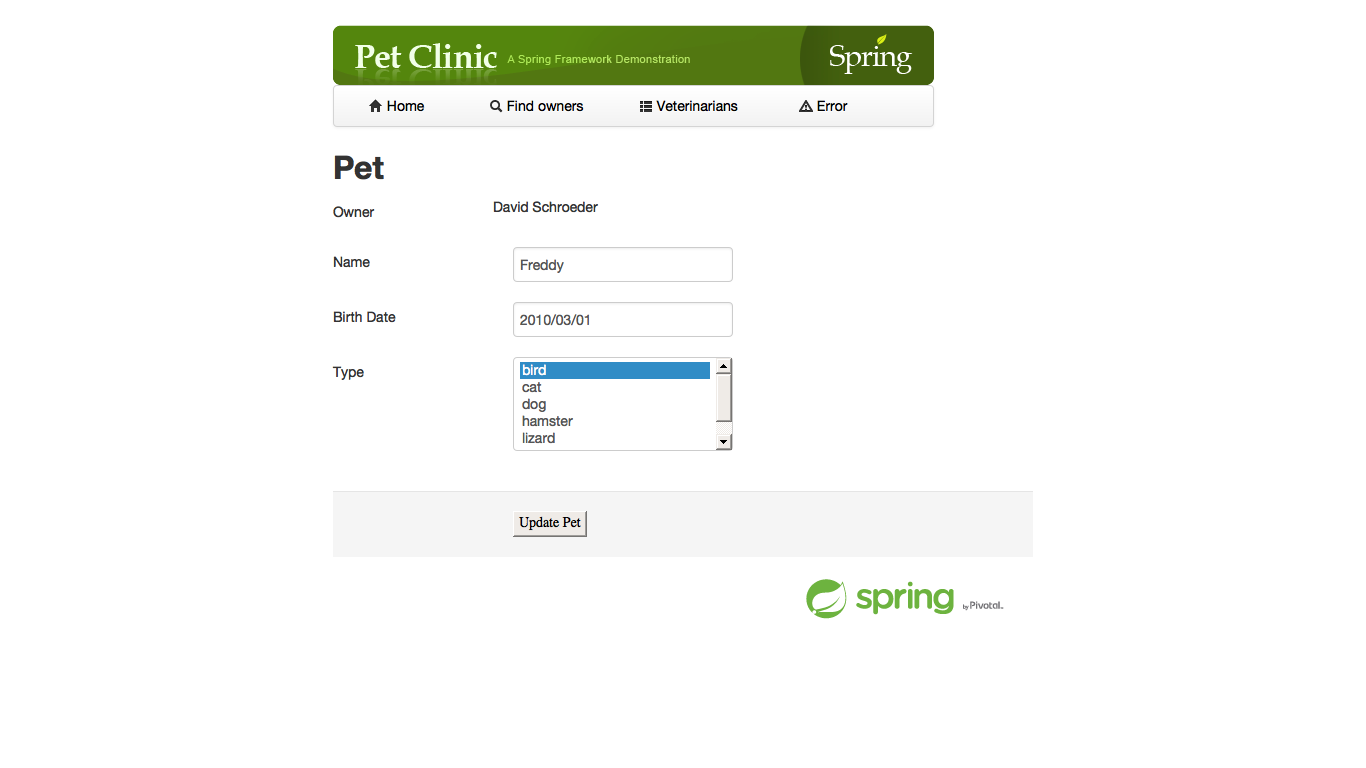 Pet Clinic A Spring Framework Demonstration Spring
Home Find owners Veterinarians Error
Pet
Owner David Schroeder
Name Freddy
Birth Date 2010/03/01
Type bird
cat
dog
hamster
lizard
Update Pet
spring by Pivotal